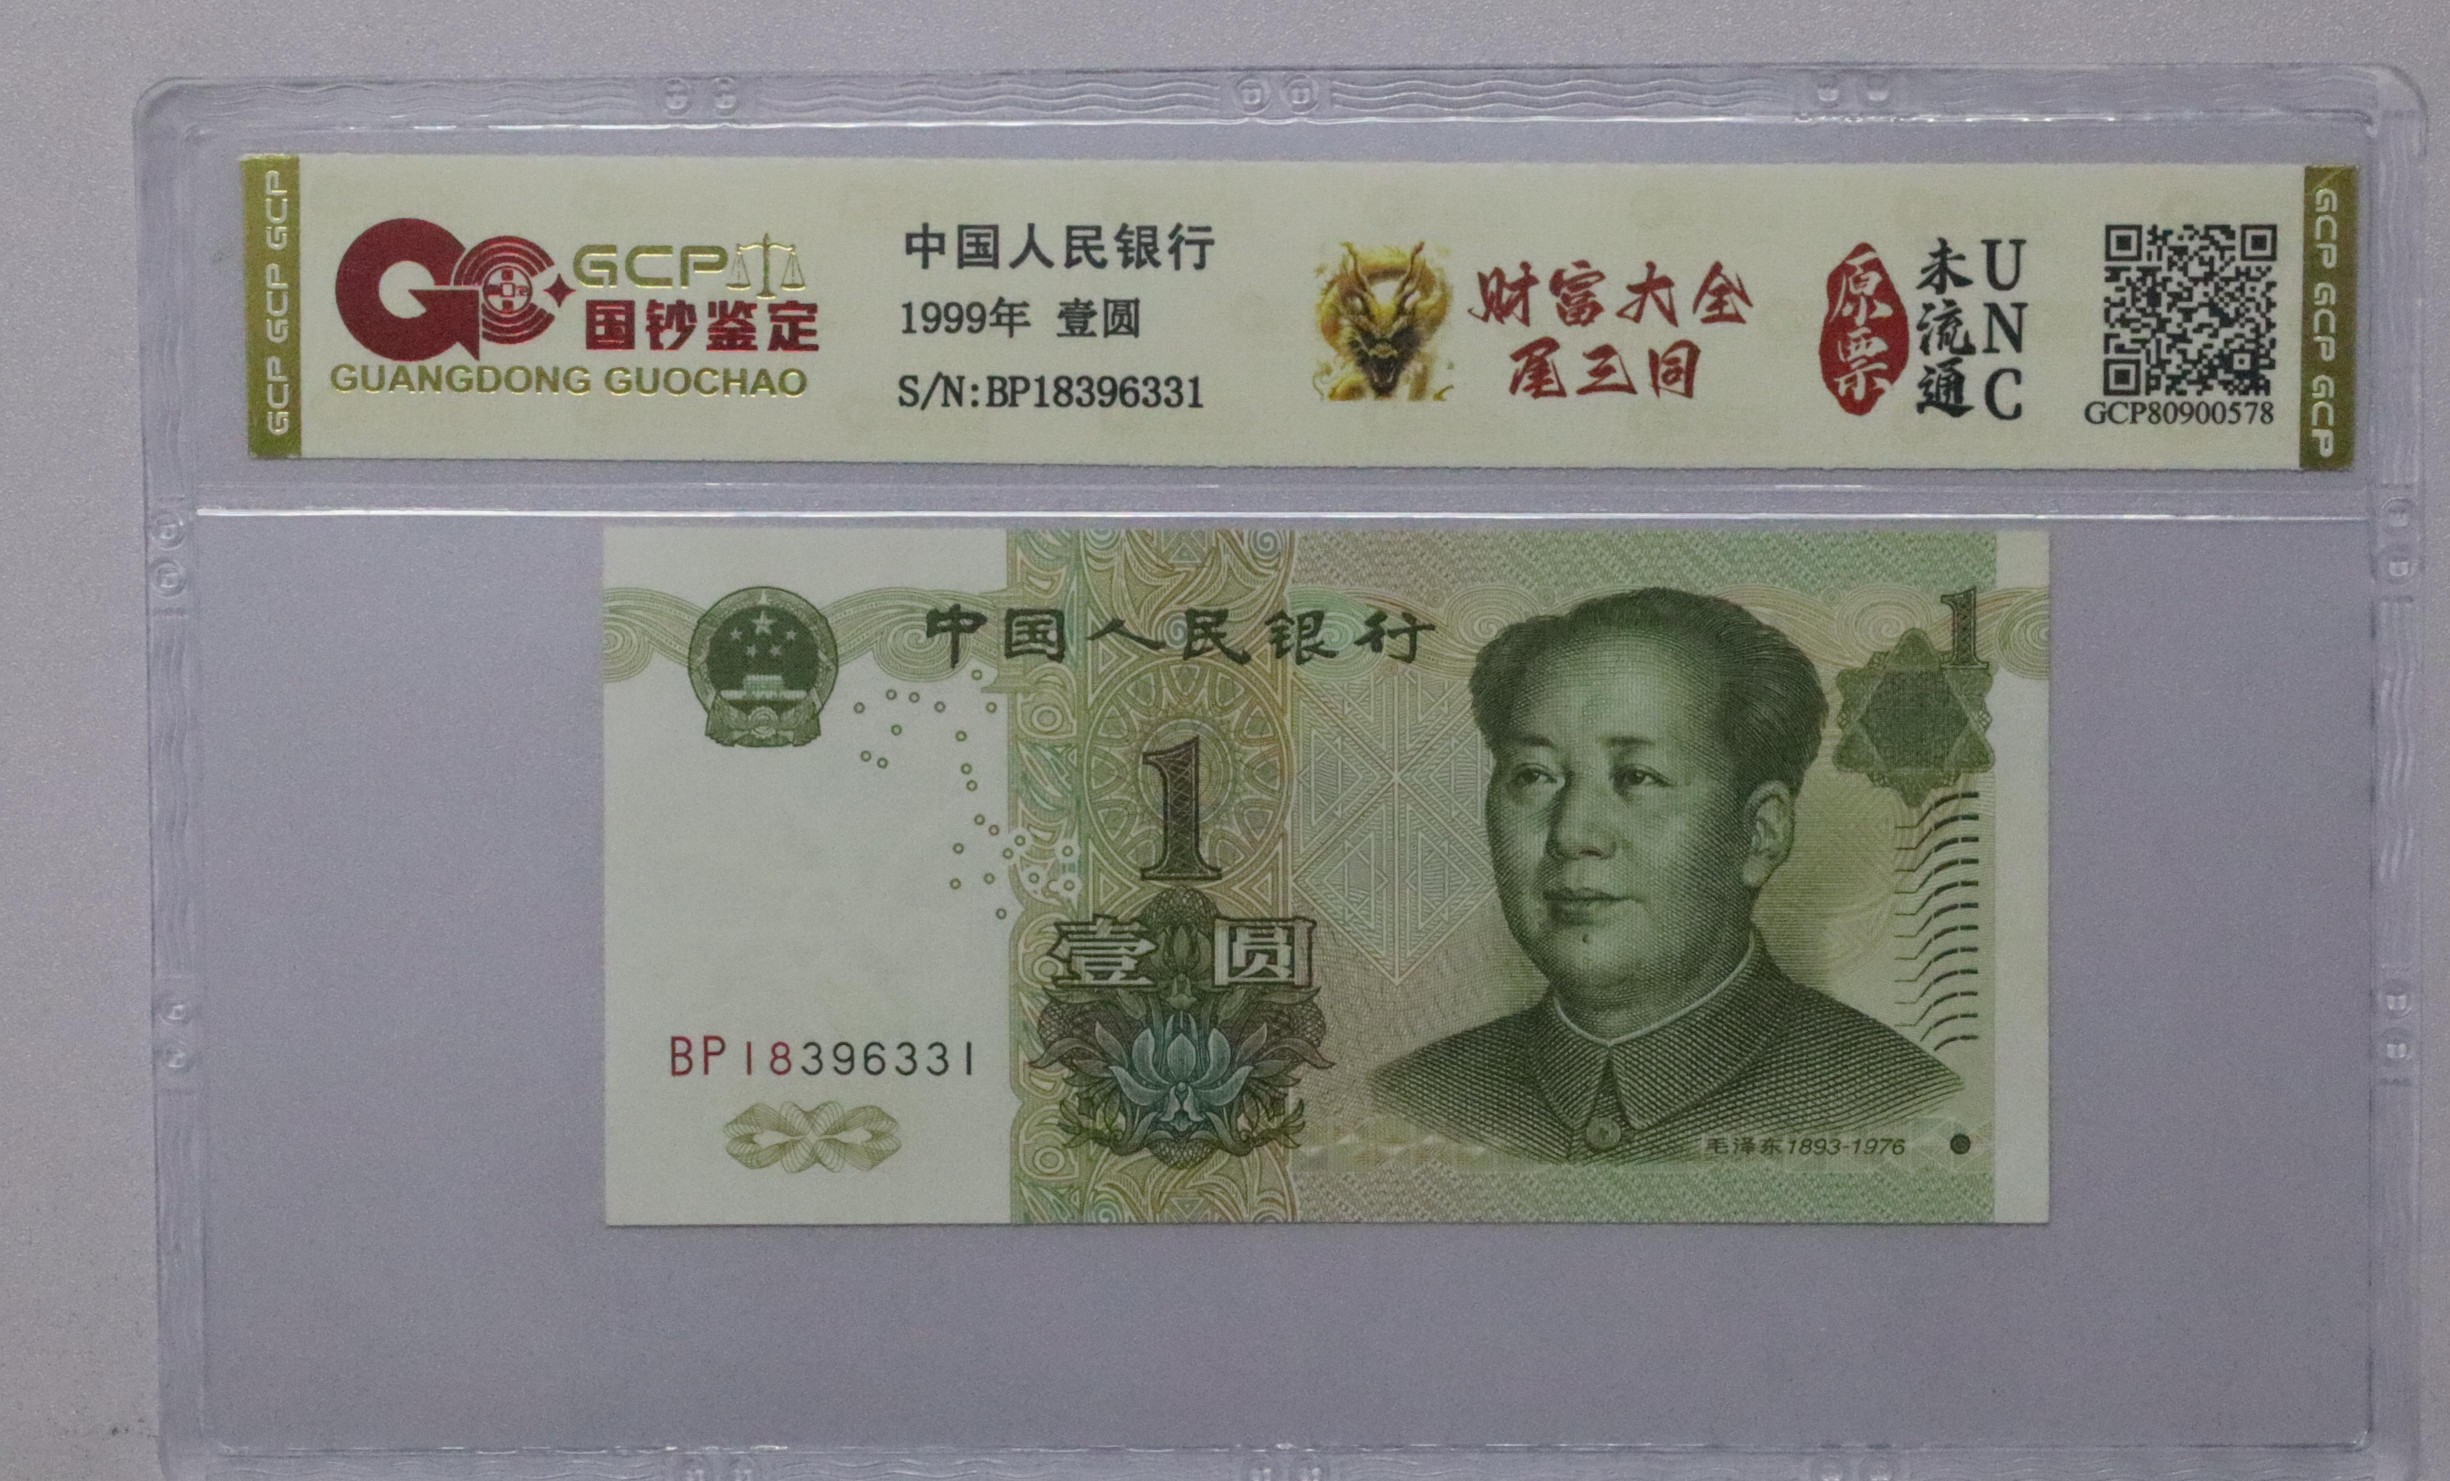 GCP GCP GCP
GCP
国钞鉴定
GUANGDONG GUOCHAO
中国人民银行
1999年 壹圆
S/N:BP18396331
财富大全
尾三同
原票
未流通
UNC
GCP80900578
GCP GCP GCP
中国人民银行
1
1
壹圆
BP18396331
毛泽东1893-1976